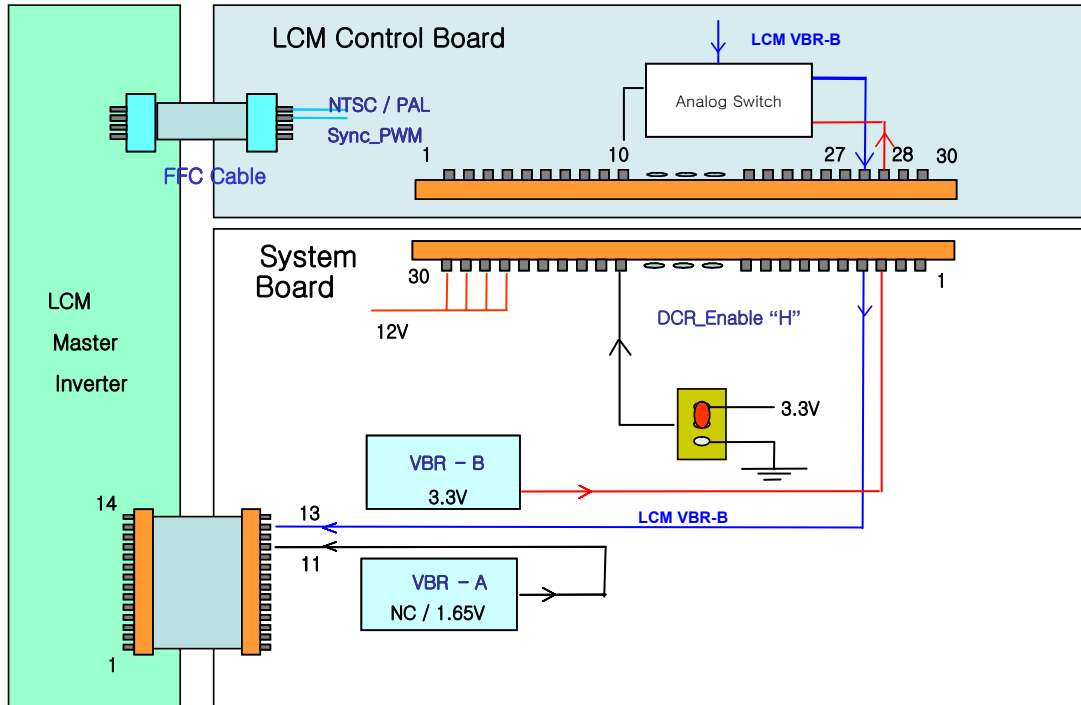 LCM Control Board
LCM VBR-B
Analog Switch
NTSC / PAL
Sync_PWM
FFC Cable
1
10
27
28
30
System
Board
30
1
12V
DCR_Enable “H”
3.3V
LCM
Master
Inverter
VBR - B
3.3V
LCM VBR-B
14
13
11
VBR - A
NC / 1.65V
1